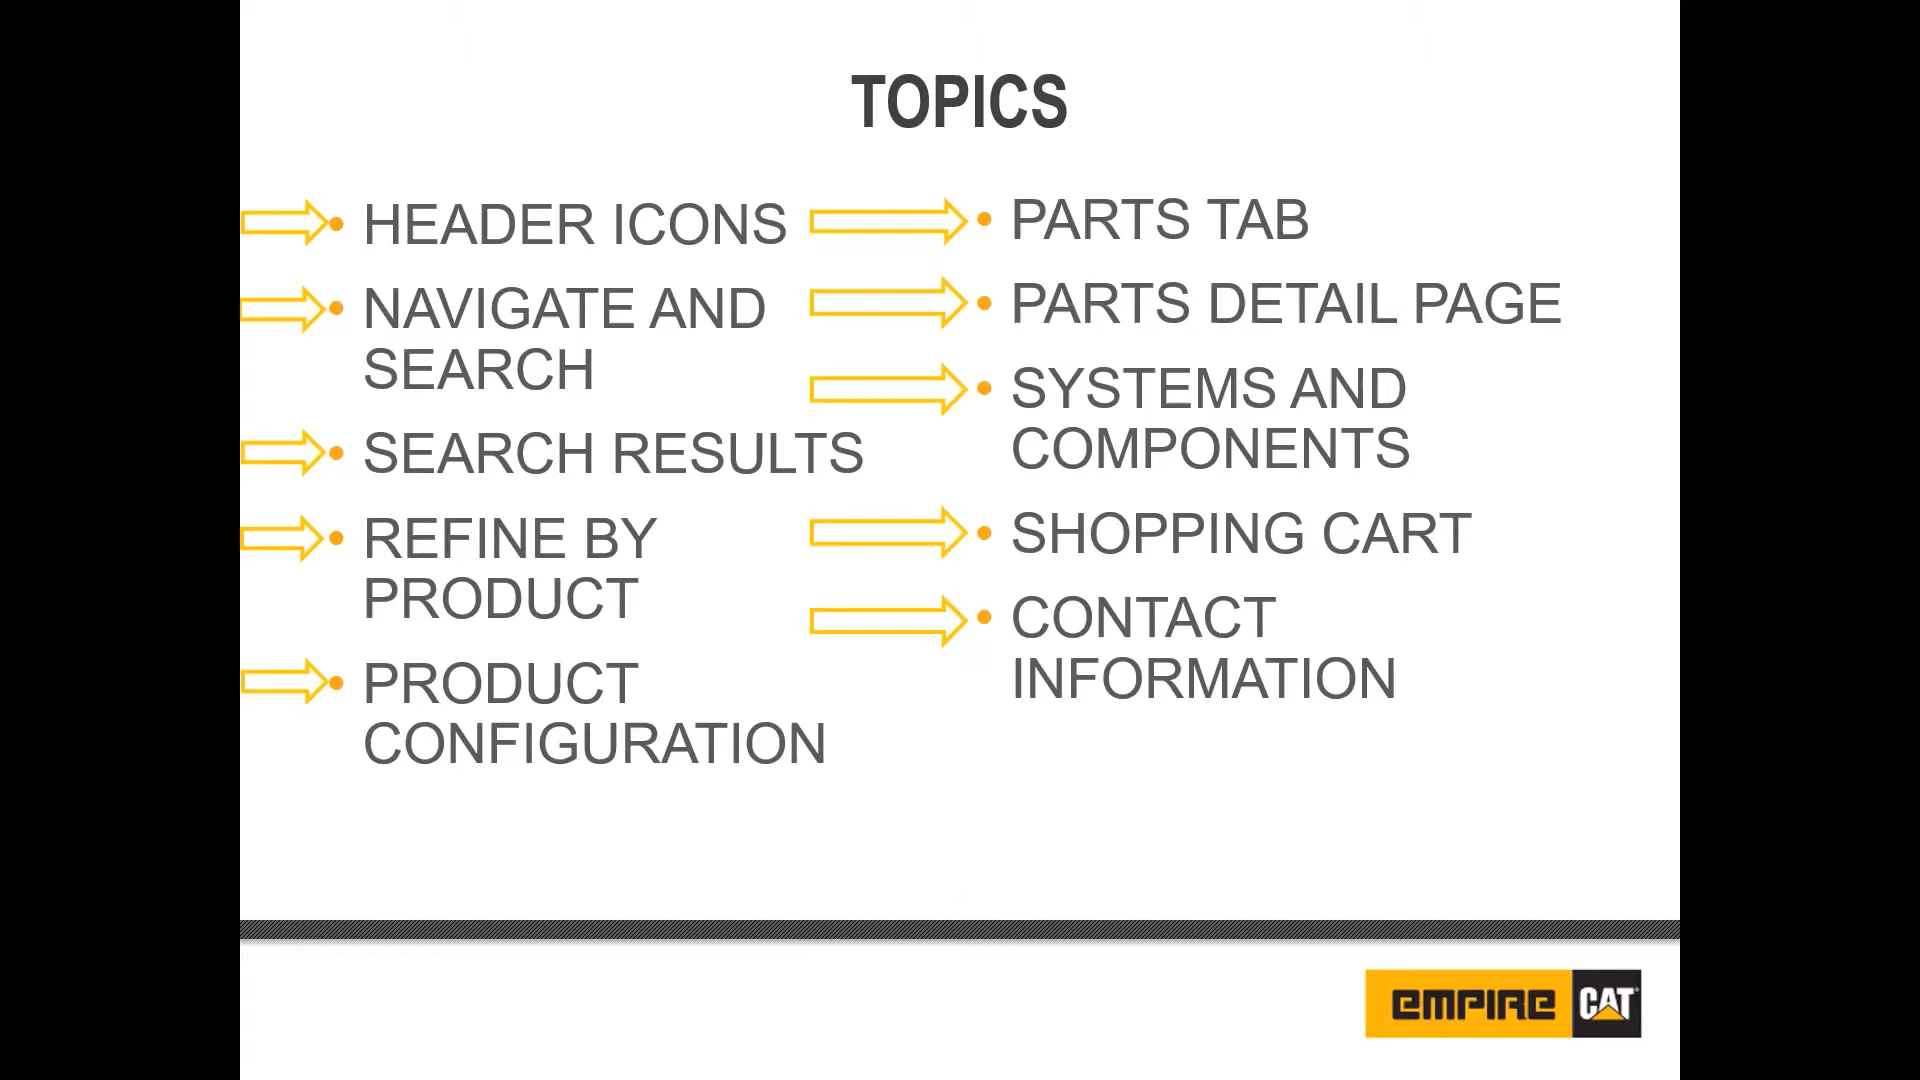 TOPICS
• HEADER ICONS
• NAVIGATE AND
SEARCH
• SEARCH RESULTS
• REFINE BY
PRODUCT
• PRODUCT
CONFIGURATION
• PARTS TAB
• PARTS DETAIL PAGE
• SYSTEMS AND
COMPONENTS
• SHOPPING CART
• CONTACT
INFORMATION
EMPIRE CAT